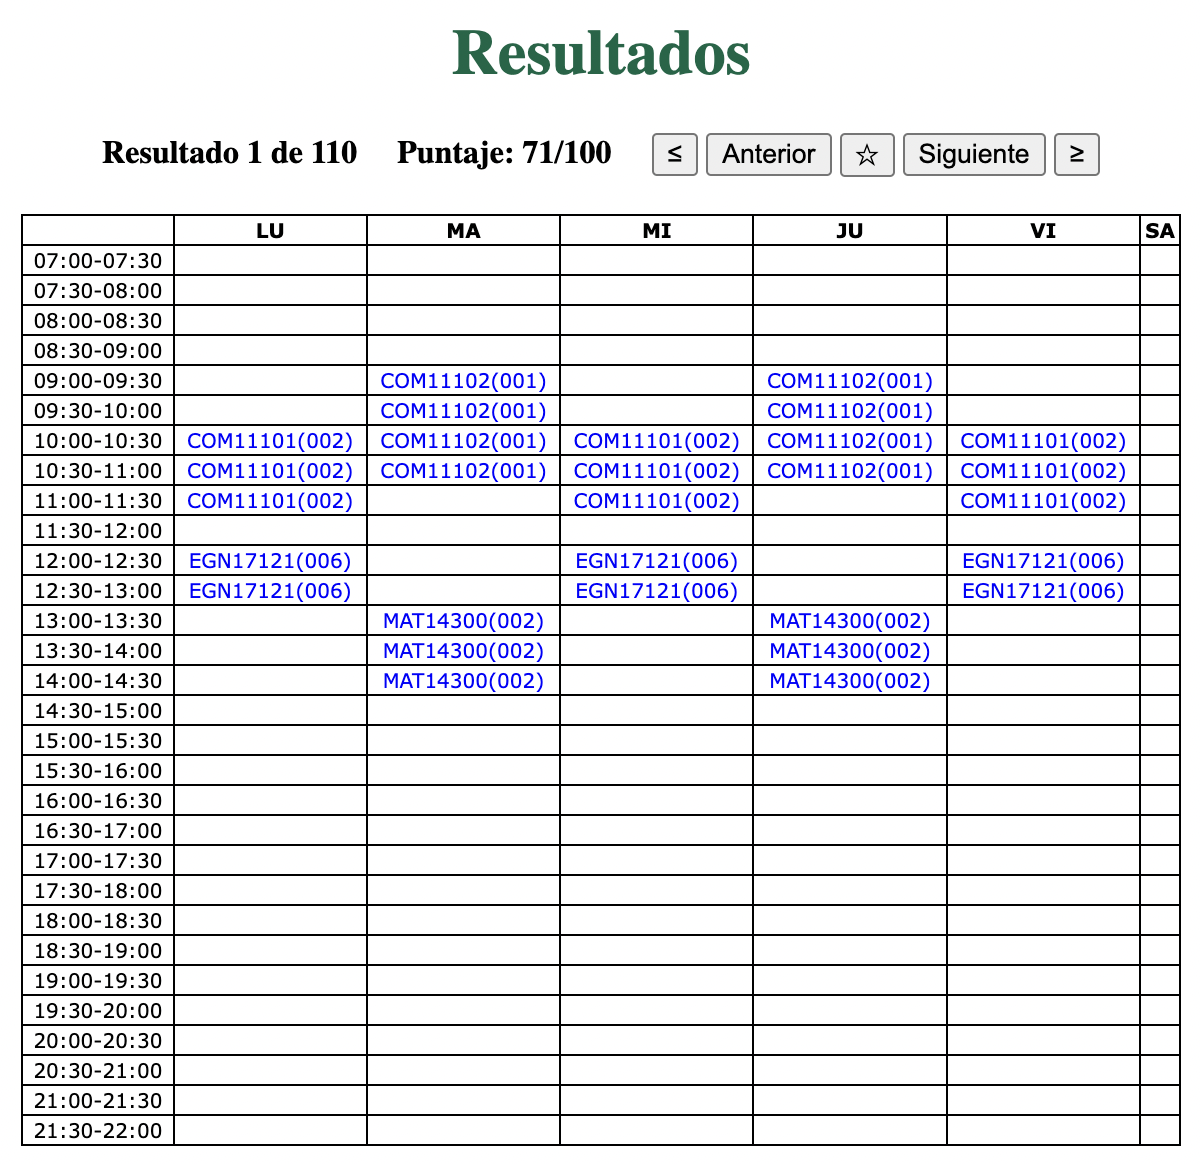 Resultados
Resultado 1 de 110 Puntaje: 71/100 ≤ Anterior ☆ Siguiente ≥
LU MA MI JU VI SA
07:00-07:30
07:30-08:00
08:00-08:30
08:30-09:00
09:00-09:30 COM11102(001) COM11102(001)
09:30-10:00 COM11102(001) COM11102(001)
10:00-10:30 COM11101(002) COM11102(001) COM11101(002) COM11102(001) COM11101(002)
10:30-11:00 COM11101(002) COM11102(001) COM11101(002) COM11102(001) COM11101(002)
11:00-11:30 COM11101(002) COM11101(002) COM11101(002)
11:30-12:00
12:00-12:30 EGN17121(006) EGN17121(006) EGN17121(006)
12:30-13:00 EGN17121(006) EGN17121(006) EGN17121(006)
13:00-13:30 MAT14300(002) MAT14300(002)
13:30-14:00 MAT14300(002) MAT14300(002)
14:00-14:30 MAT14300(002) MAT14300(002)
14:30-15:00
15:00-15:30
15:30-16:00
16:00-16:30
16:30-17:00
17:00-17:30
17:30-18:00
18:00-18:30
18:30-19:00
19:00-19:30
19:30-20:00
20:00-20:30
20:30-21:00
21:00-21:30
21:30-22:00